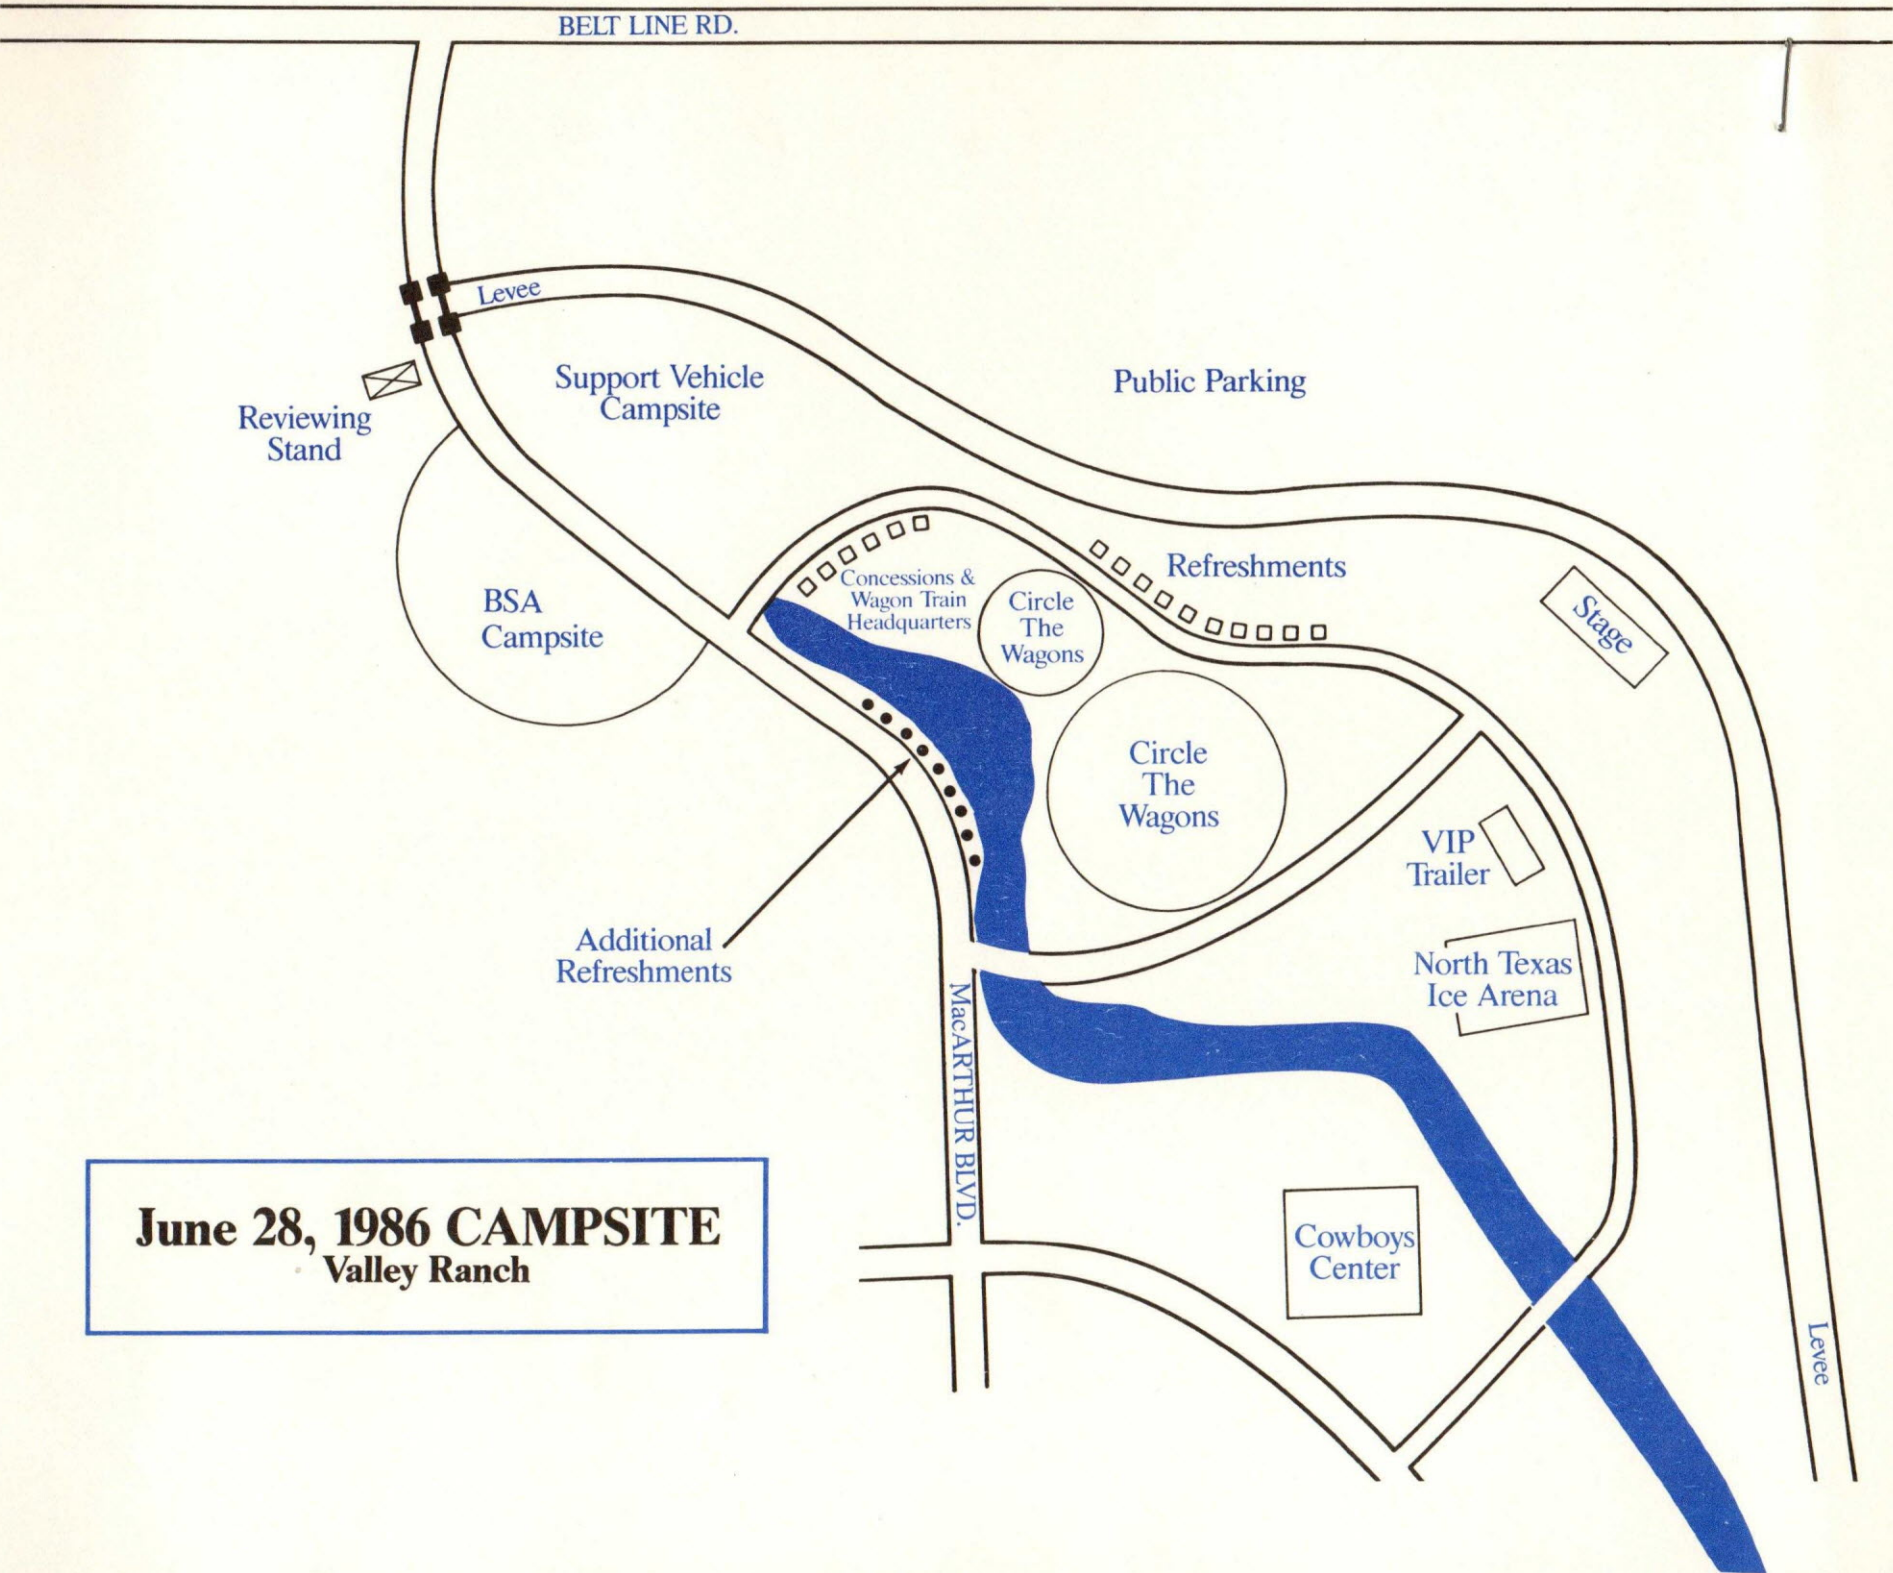 BELT LINE RD.
Levee
Support Vehicle
Campsite
Public Parking
Reviewing
Stand
Refreshments
Concessions &
Wagon Train
Headquarters
Circle
The
Wagons
Stage
BSA
Campsite
Circle
The
Wagons
VIP
Trailer
Additional
Refreshments
North Texas
Ice Arena
MacARTHUR BLVD.
June 28, 1986 CAMPSITE
Valley Ranch
Cowboys
Center
Levee